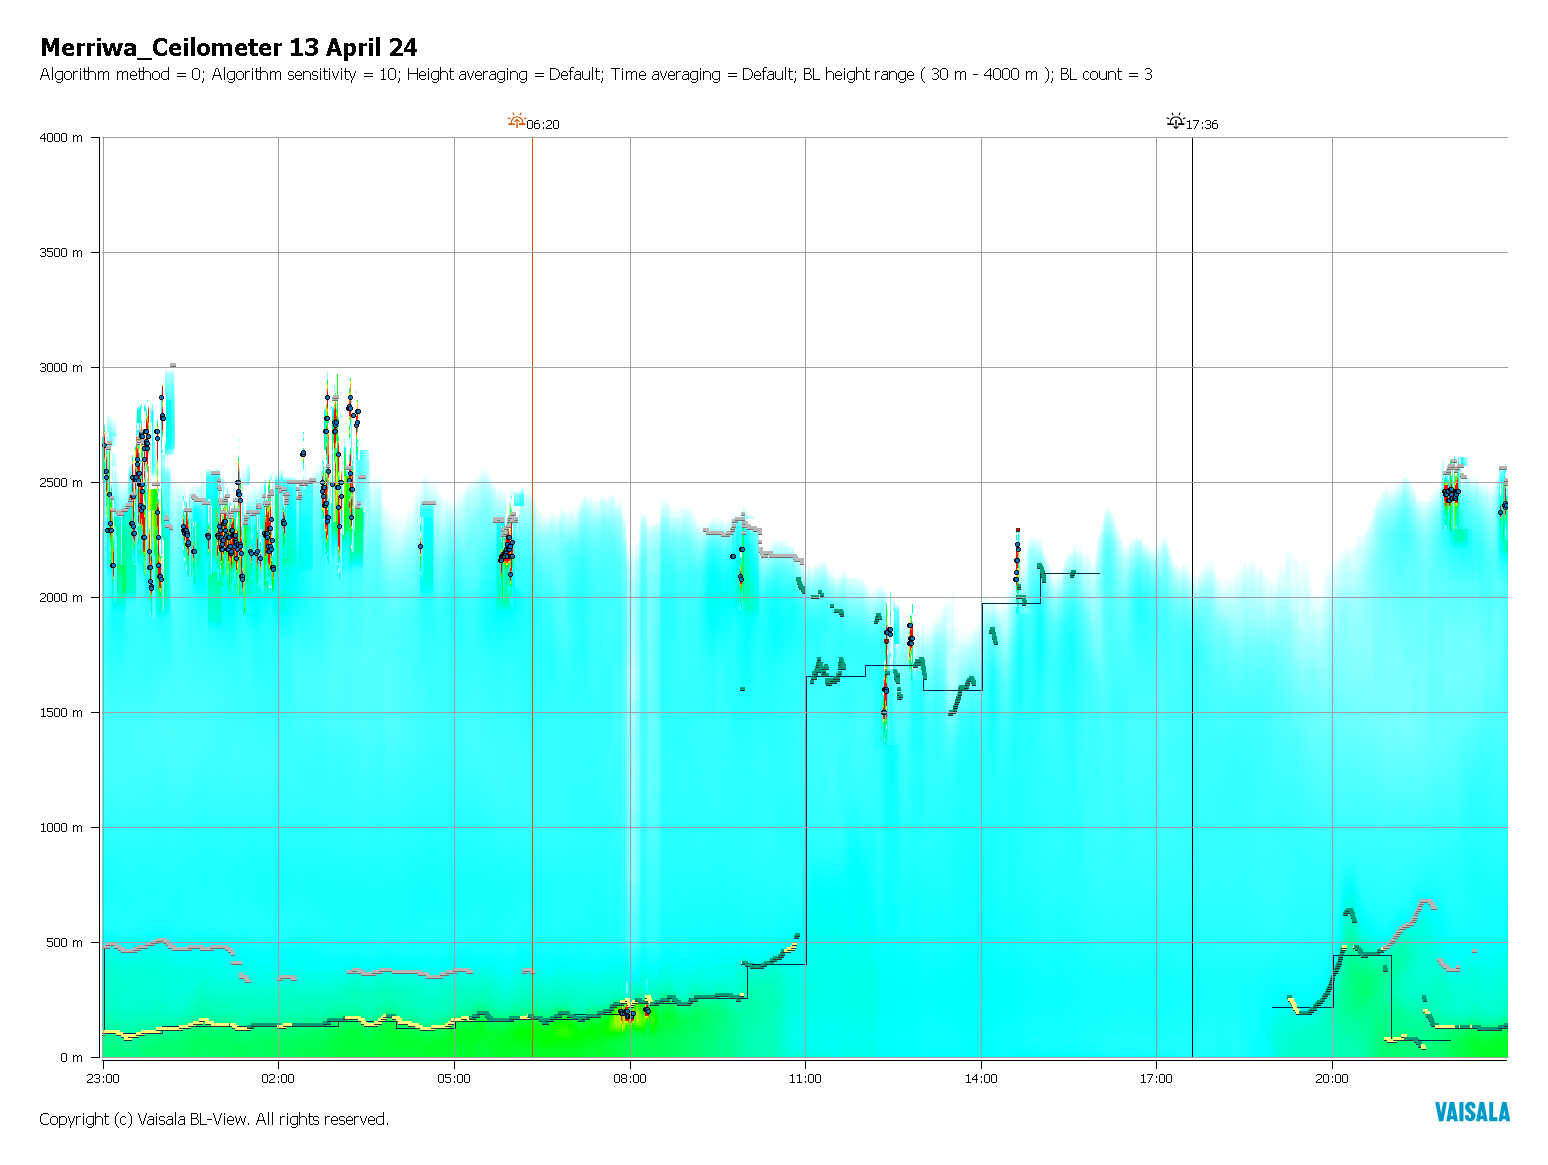 Merriwa_Ceilometer 13 April 24
Algorithm method = 0; Algorithm sensitivity = 10; Height averaging = Default; Time averaging = Default; BL height range ( 30 m - 4000 m ); BL count = 3
06:20
17:36
4000 m
3500 m
3000 m
2500 m
2000 m
1500 m
1000 m
500 m
0 m
23:00
02:00
05:00
08:00
11:00
14:00
17:00
20:00
Copyright (c) Vaisala BL-View. All rights reserved.
VAISALA